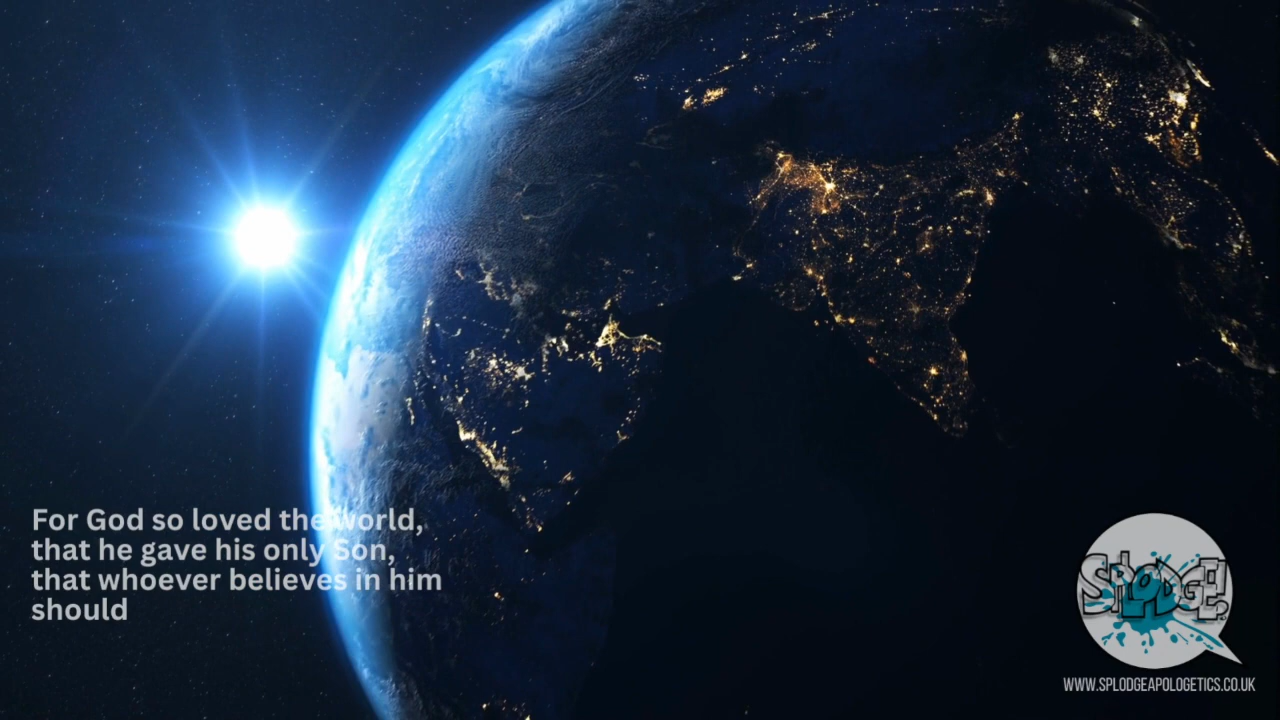 For God so loved the world,
that he gave his only Son,
that whoever believes in him
should
SPLODGE!
WWW.SPLODGEAPOLOGETICS.CO.UK